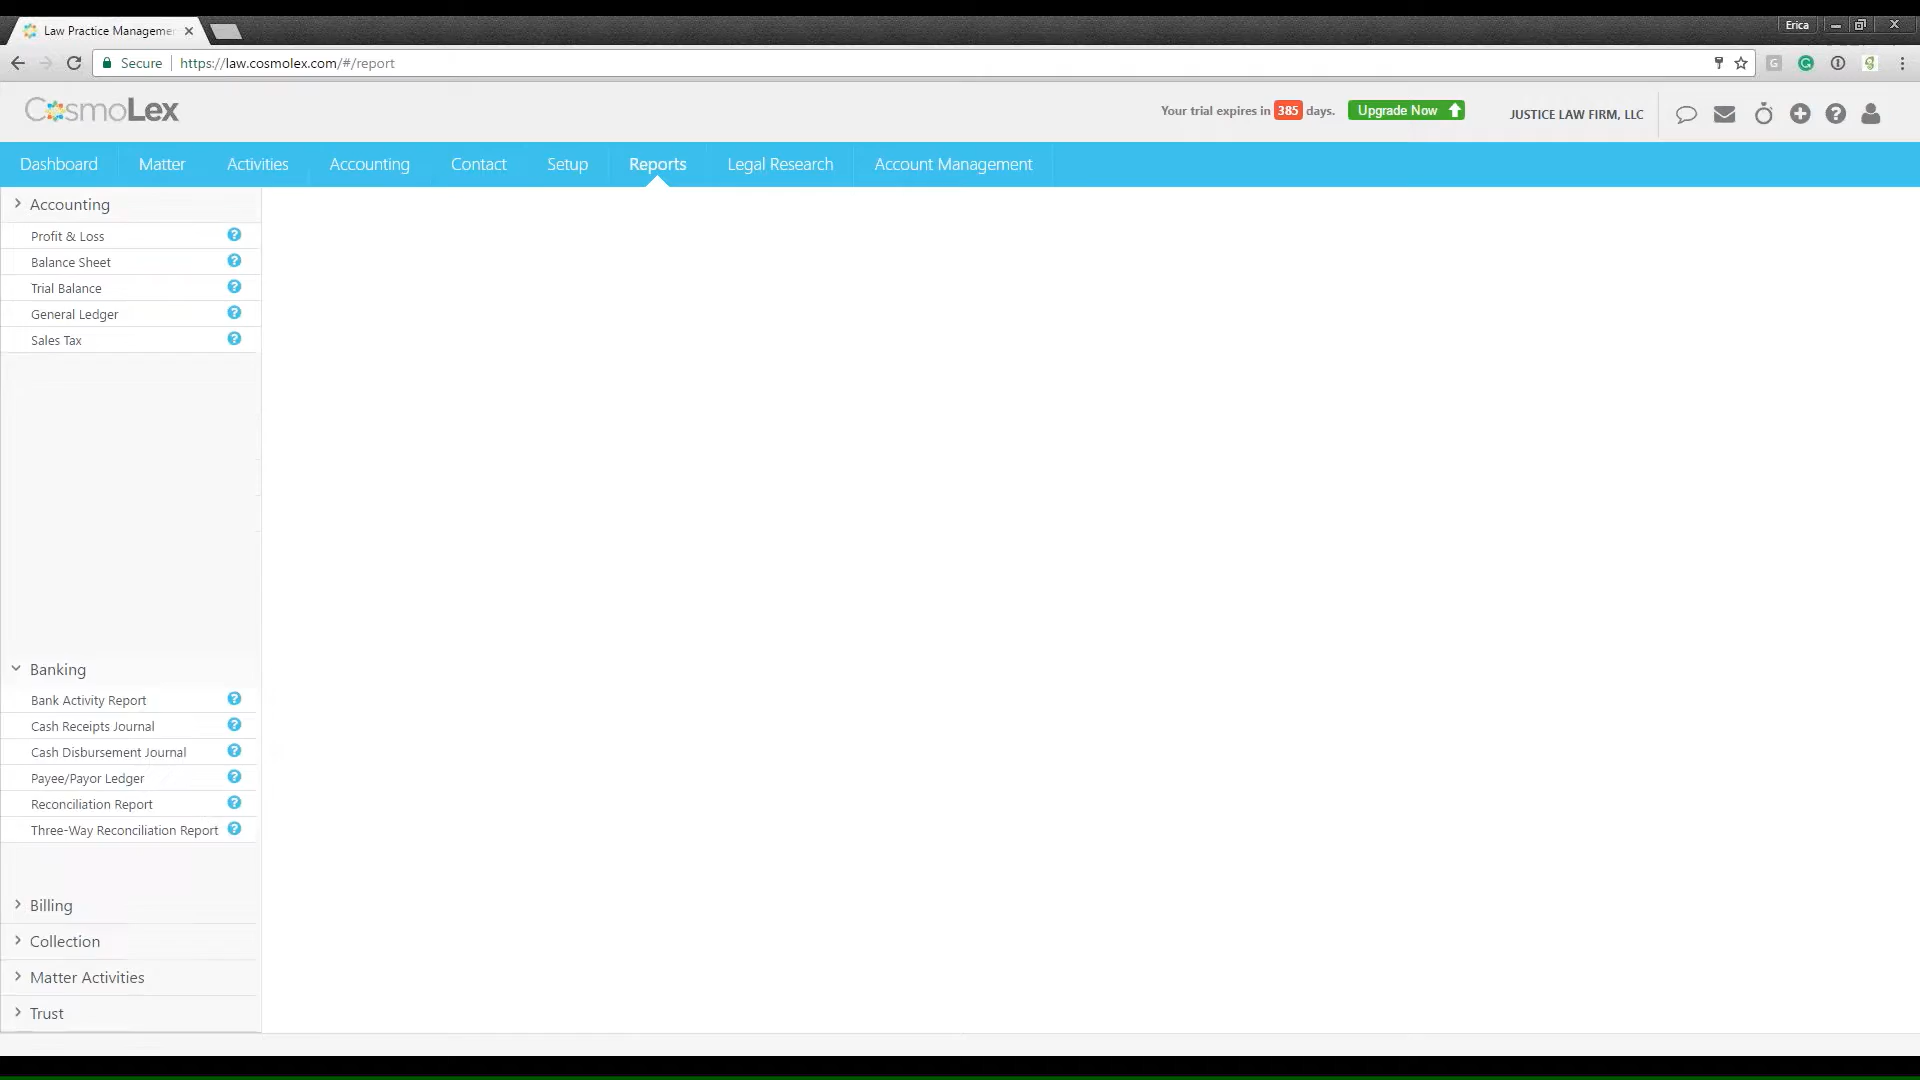 Law Practice Manageme
Erica
Secure
https://law.cosmolex.com/#/report
CosmoLex
Your trial expires in 385 days.
Upgrade Now
JUSTICE LAW FIRM, LLC
Dashboard
Matter
Activities
Accounting
Contact
Setup
Reports
Legal Research
Account Management
Accounting
Profit & Loss
Balance Sheet
Trial Balance
General Ledger
Sales Tax
Banking
Bank Activity Report
Cash Receipts Journal
Cash Disbursement Journal
Payee/Payor Ledger
Reconciliation Report
Three-Way Reconciliation Report
Billing
Collection
Matter Activities
Trust